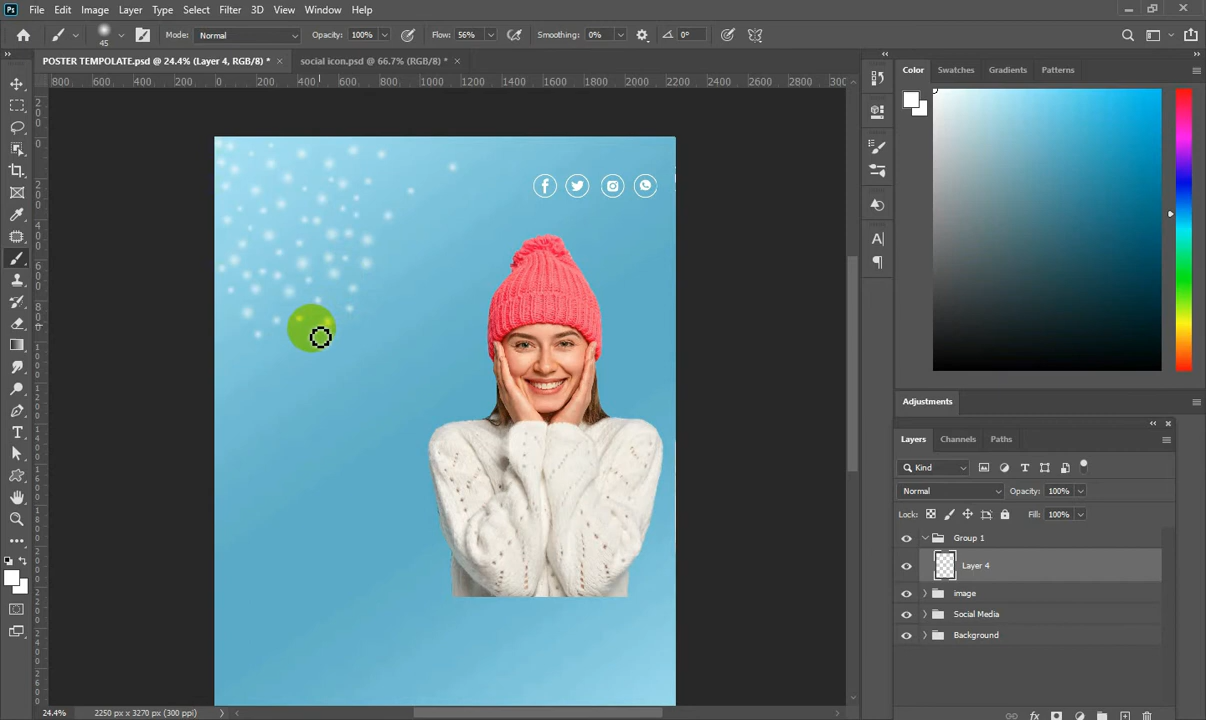 Ps File Edit Image Layer Type Select Filter 3D View Window Help
45 Mode: Normal Opacity: 100% Flow: 56% Smoothing: 0% 0°
POSTER TEMPOLATE.psd @ 24.4% (Layer 4, RGB/8) * × social icon.psd @ 66.7% (RGB/8) * ×
800 600 400 200 0 200 400 600 800 1000 1200 1400 1600 1800 2000 2200 2400 2600 2800 300
Color Swatches Gradients Patterns
Adjustments
Layers Channels Paths
Kind
Normal Opacity: 100%
Lock: Fill: 100%
Group 1
Layer 4
image
Social Media
Background
24.4% 2250 px x 3270 px (300 ppi)
fx